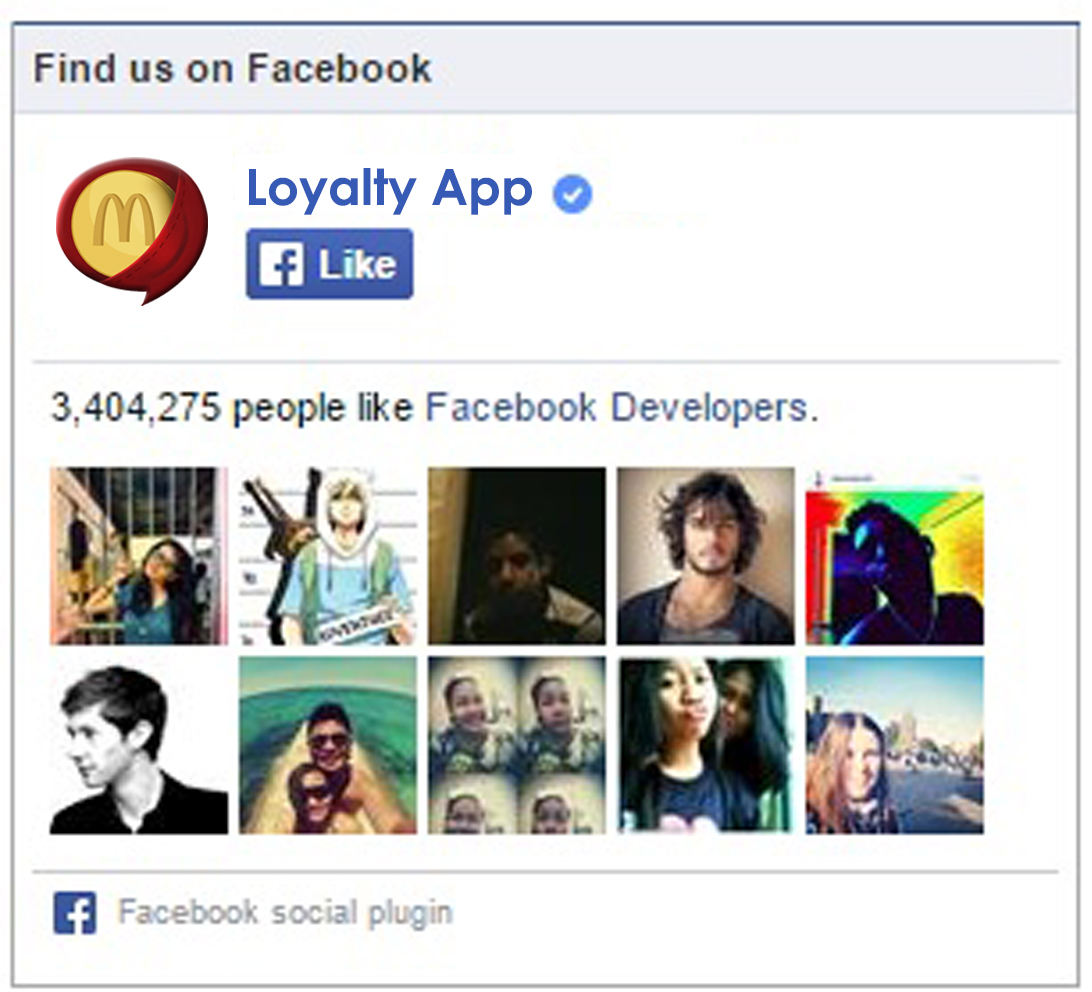 Find us on Facebook
Loyalty App
Like
3,404,275 people like Facebook Developers.
Facebook social plugin